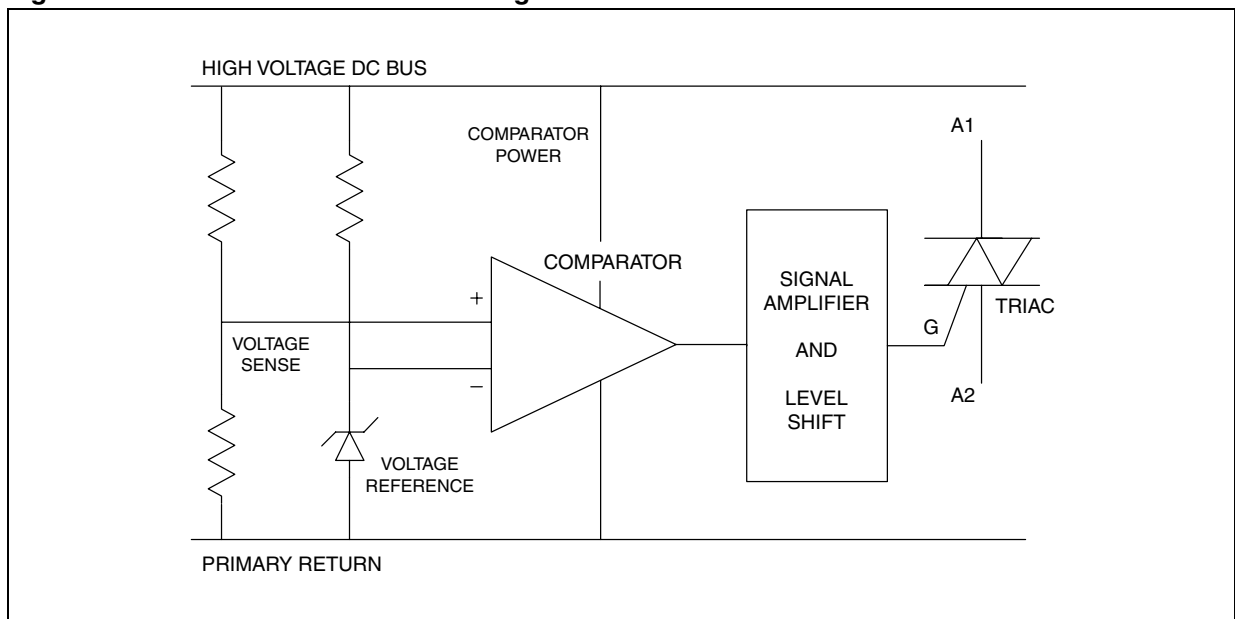 HIGH VOLTAGE DC BUS
COMPARATOR
POWER
A1
COMPARATOR
+
−
VOLTAGE
SENSE
VOLTAGE
REFERENCE
SIGNAL
AMPLIFIER
AND
LEVEL
SHIFT
G
TRIAC
A2
PRIMARY RETURN